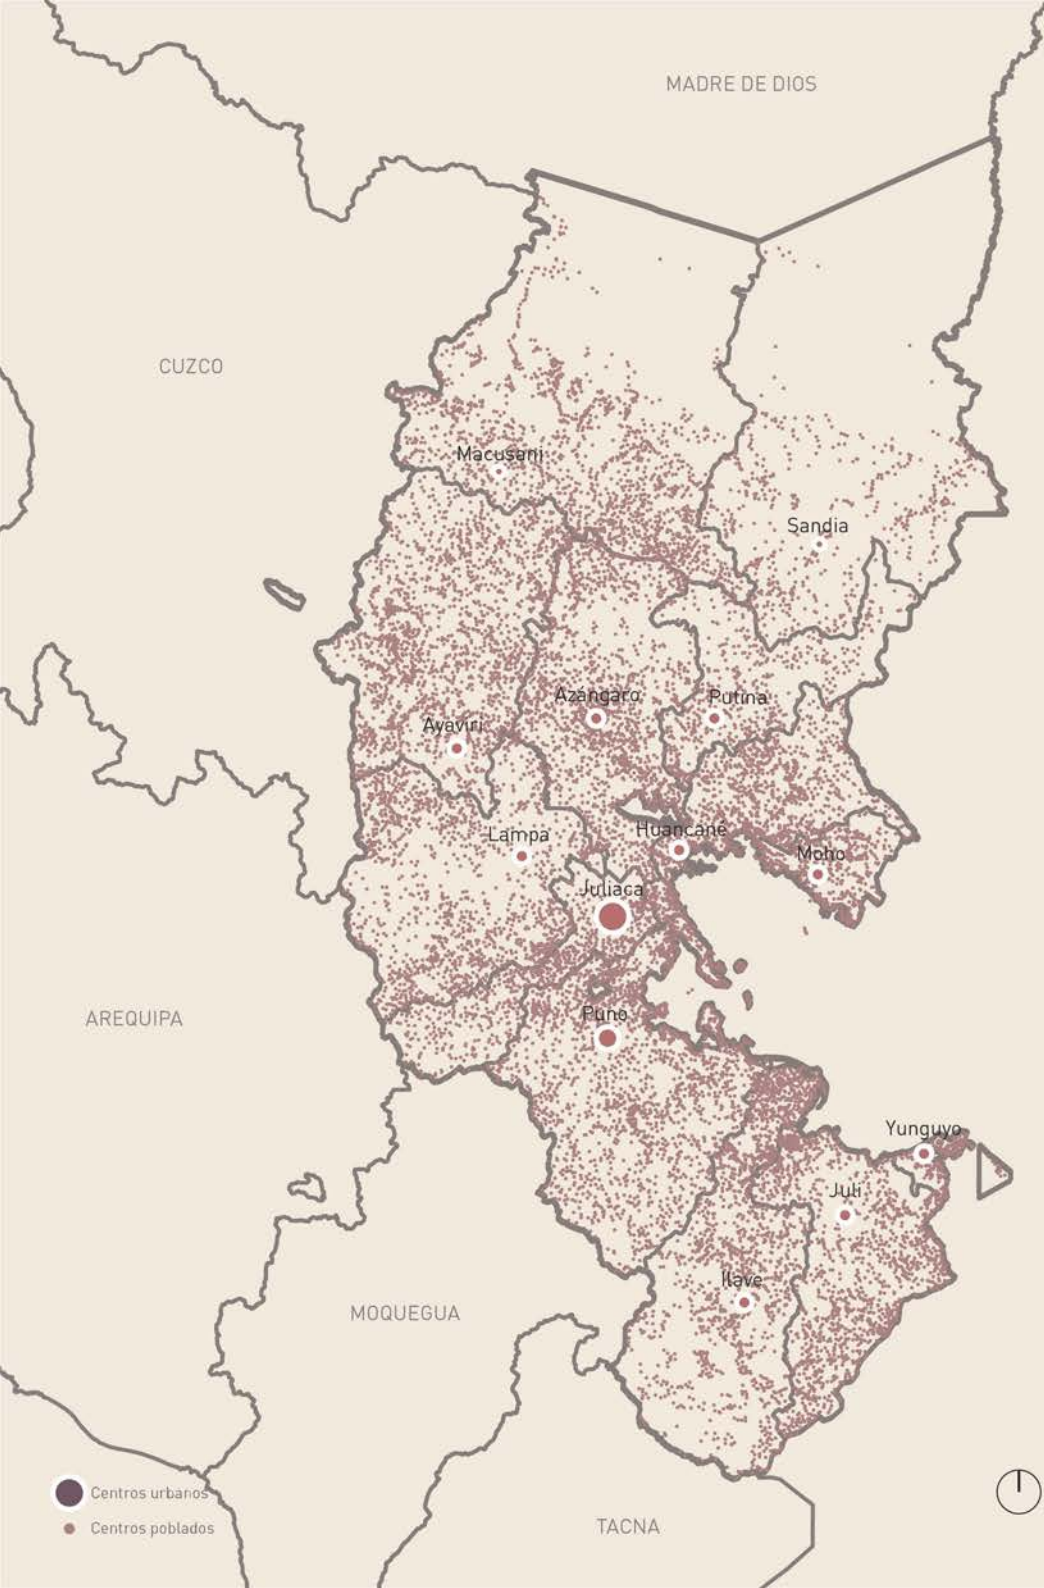 MADRE DE DIOS
CUZCO
Macusani
Sandia
Azángaro
Putina
Ayaviri
Lampa
Huancané
Moho
Juliaca
AREQUIPA
Puno
Yunguyo
Juli
Ilave
MOQUEGUA
Centros urbanos
Centros poblados
TACNA